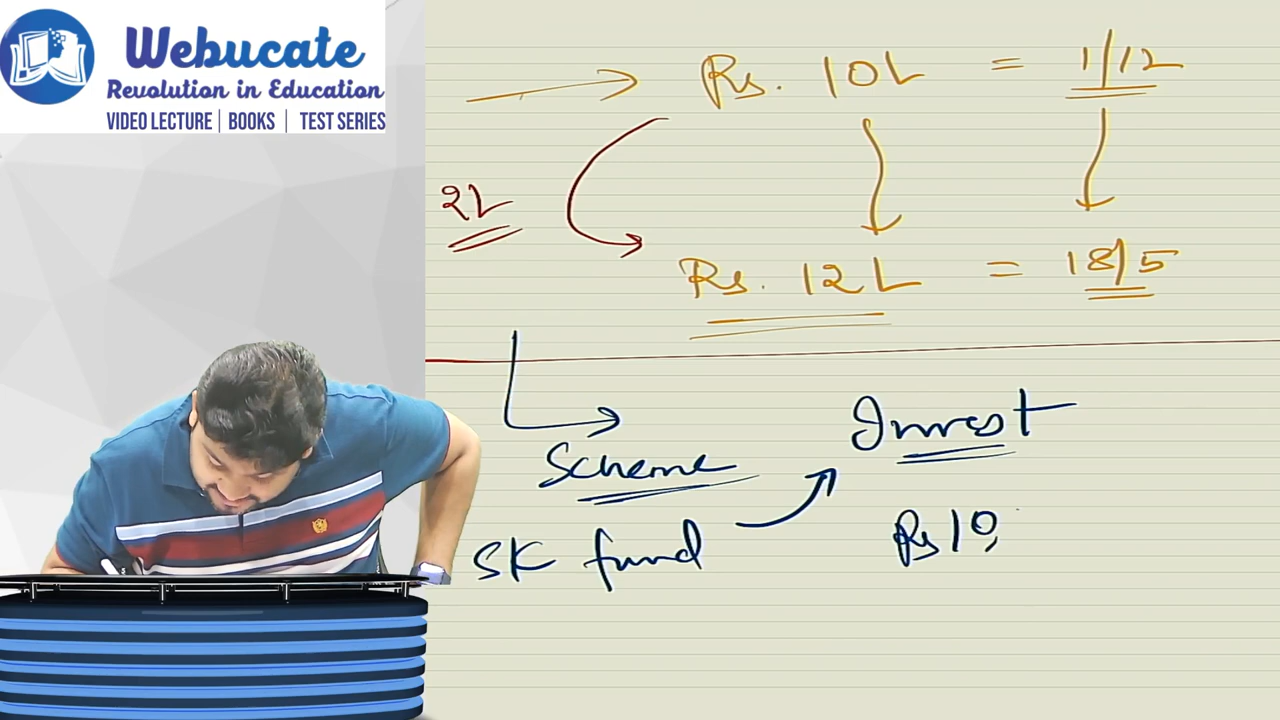 Webucate
Revolution in Education
VIDEO LECTURE | BOOKS | TEST SERIES
Rs. 10L = 1/12
2L
Rs. 12L = 18/5
Scheme
Invest
SK fund
Rs 10,